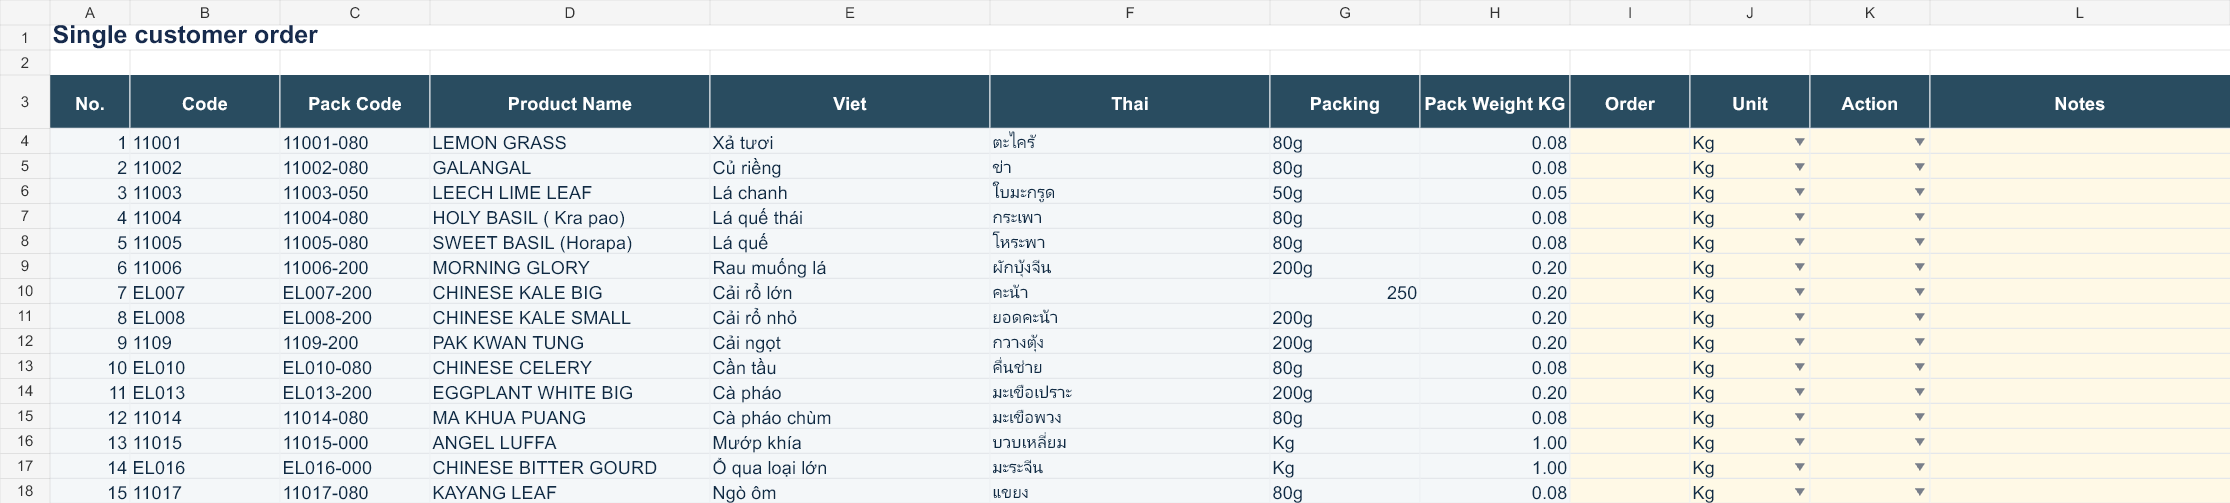 A B C D E F G H I J K L
1 Single customer order
2
3 No. Code Pack Code Product Name Viet Thai Packing Pack Weight KG Order Unit Action Notes
4 1 11001 11001-080 LEMON GRASS Xả tươi ตะไคร้ 80g 0.08 Kg
5 2 11002 11002-080 GALANGAL Củ riềng ข่า 80g 0.08 Kg
6 3 11003 11003-050 LEECH LIME LEAF Lá chanh ใบมะกรูด 50g 0.05 Kg
7 4 11004 11004-080 HOLY BASIL ( Kra pao) Lá quế thái กระเพา 80g 0.08 Kg
8 5 11005 11005-080 SWEET BASIL (Horapa) Lá quế โหระพา 80g 0.08 Kg
9 6 11006 11006-200 MORNING GLORY Rau muống lá ผักบุ้งจีน 200g 0.20 Kg
10 7 EL007 EL007-200 CHINESE KALE BIG Cải rổ lớn คะน้า 250 0.20 Kg
11 8 EL008 EL008-200 CHINESE KALE SMALL Cải rổ nhỏ ยอดคะน้า 200g 0.20 Kg
12 9 1109 1109-200 PAK KWAN TUNG Cải ngọt กวางตุ้ง 200g 0.20 Kg
13 10 EL010 EL010-080 CHINESE CELERY Cần tầu คื่นช่าย 80g 0.08 Kg
14 11 EL013 EL013-200 EGGPLANT WHITE BIG Cà pháo มะเขือเปราะ 200g 0.20 Kg
15 12 11014 11014-080 MA KHUA PUANG Cà pháo chùm มะเขือพวง 80g 0.08 Kg
16 13 11015 11015-000 ANGEL LUFFA Mướp khía บวบเหลี่ยม Kg 1.00 Kg
17 14 EL016 EL016-000 CHINESE BITTER GOURD Ổ qua loại lớn มะระจีน Kg 1.00 Kg
18 15 11017 11017-080 KAYANG LEAF Ngò ôm แขยง 80g 0.08 Kg